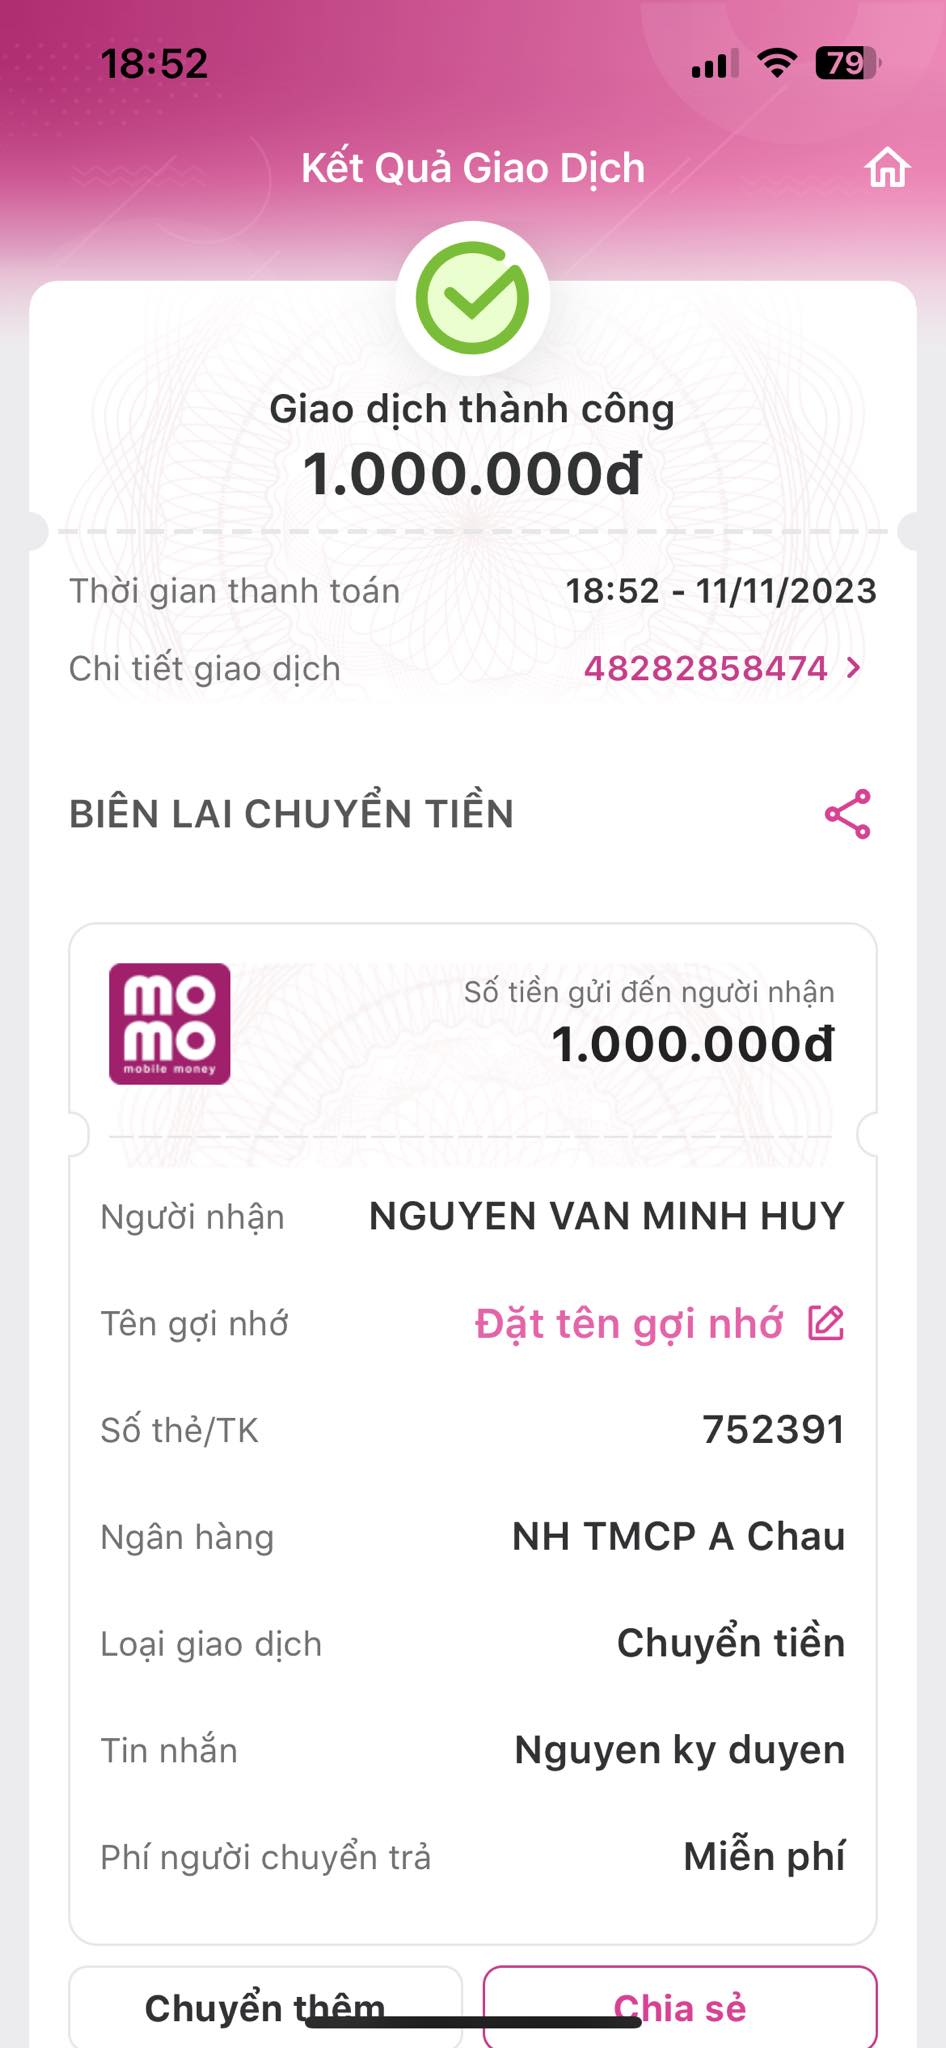 18:52
79
Kết Quả Giao Dịch
Giao dịch thành công
1.000.000đ
Thời gian thanh toán 18:52 - 11/11/2023
Chi tiết giao dịch 48282858474
BIÊN LAI CHUYỂN TIỀN
mo
mo
mobile money
Số tiền gửi đến người nhận
1.000.000đ
Người nhận NGUYEN VAN MINH HUY
Tên gợi nhớ Đặt tên gợi nhớ
Số thẻ/TK 752391
Ngân hàng NH TMCP A Chau
Loại giao dịch Chuyển tiền
Tin nhắn Nguyen ky duyen
Phí người chuyển trả Miễn phí
Chuyển thêm Chia sẻ